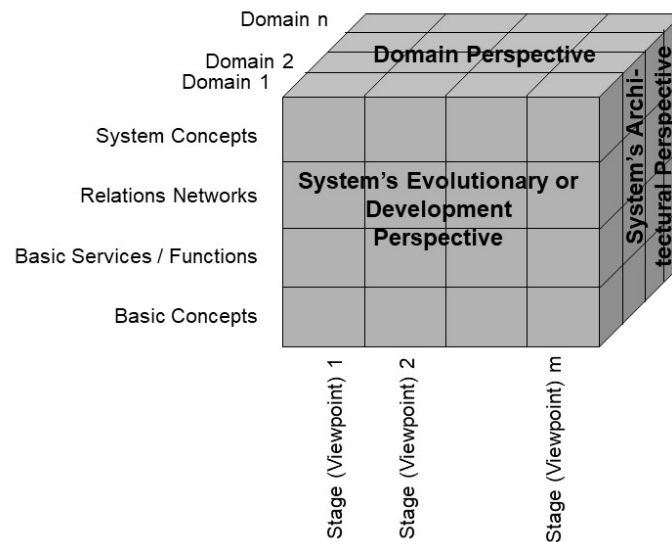 Domain n
Domain 2
Domain 1
Domain Perspective
System's Archi-
tectural Perspective
System Concepts
Relations Networks
Basic Services / Functions
Basic Concepts
System's Evolutionary or
Development
Perspective
Stage (Viewpoint) 1
Stage (Viewpoint) 2
Stage (Viewpoint) m